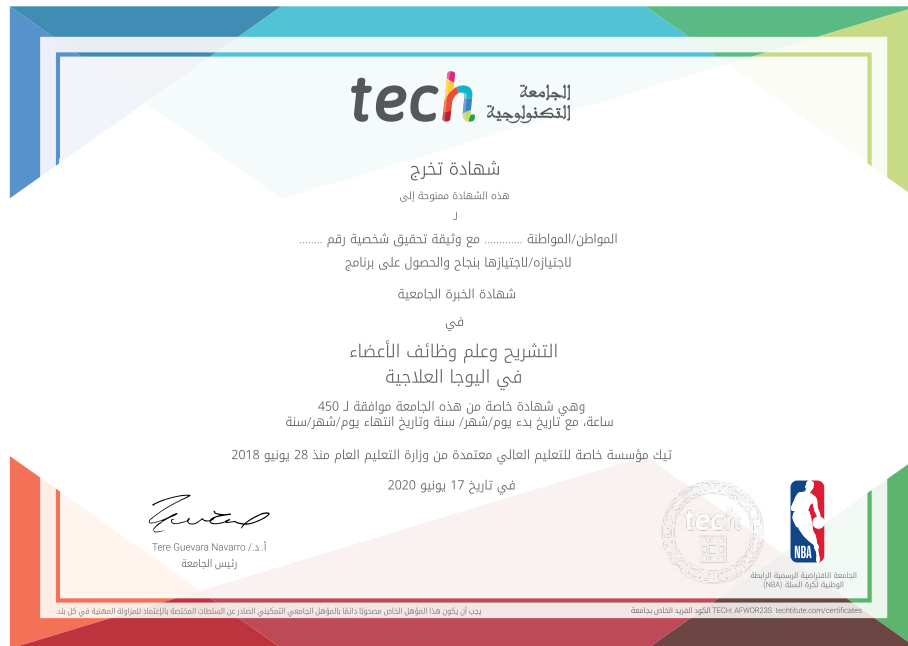 tech الجامعة
التكنولوجية
شهادة تخرج
هذه الشهادة ممنوحة إلى
لـ
المواطن/المواطنة ............ مع وثيقة تحقيق شخصية رقم ........
لاجتيازه/لاجتيازها بنجاح والحصول على برنامج
شهادة الخبرة الجامعية
في
التشريح وعلم وظائف الأعضاء
في اليوجا العلاجية
وهي شهادة خاصة من هذه الجامعة موافقة لـ 450
ساعة، مع تاريخ بدء يوم/شهر/ سنة وتاريخ انتهاء يوم/شهر/سنة
تيك مؤسسة خاصة للتعليم العالي معتمدة من وزارة التعليم العام منذ 28 يونيو 2018
في تاريخ 17 يونيو 2020
أ.د./ Tere Guevara Navarro
رئيس الجامعة
tech
NBA
الجامعة الافتراضية الرسمية الرابطة
الوطنية لكرة السلة (NBA)
يجب أن يكون هذا المؤهل الخاص مصحوبًا دائمًا بالمؤهل الجامعي التمكيني الصادر عن السلطات المختصة بالإعتماد للمزاولة المهنية في كل بلد.
الكود الفريد الخاص بجامعة TECH: AFWOR23S techtitute.com/certificates